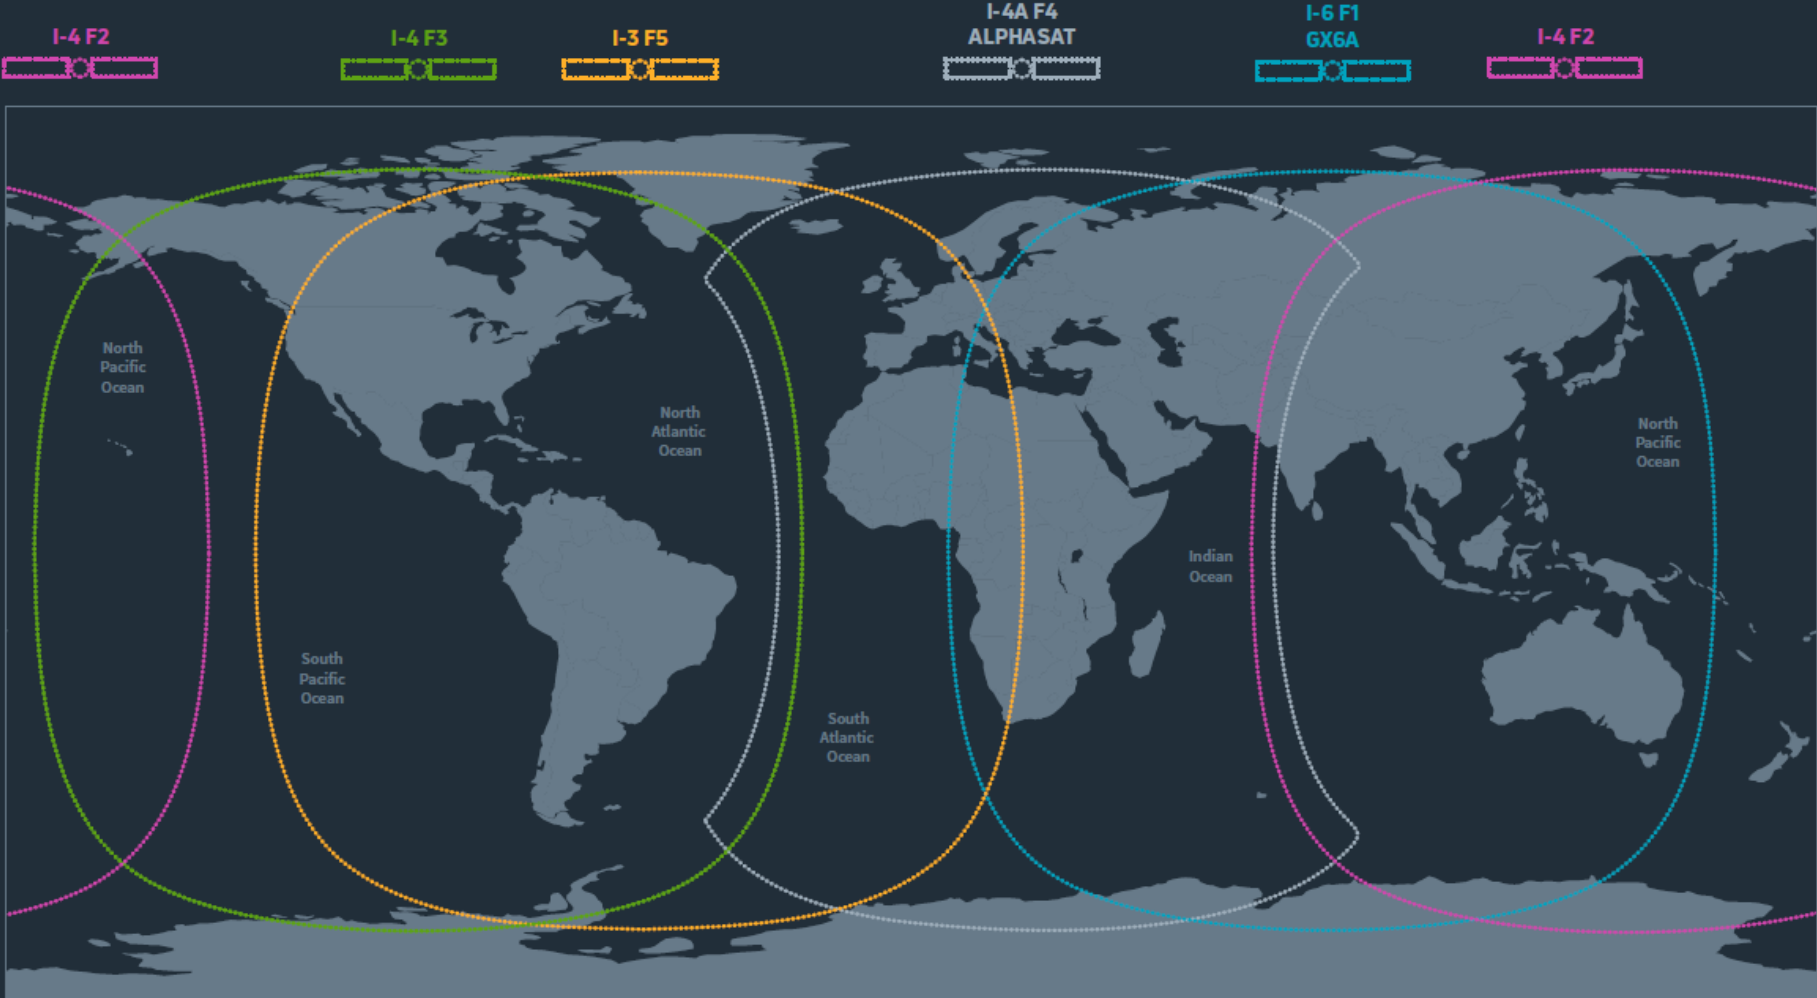 I-4 F2
I-4 F3
I-3 F5
I-4A F4
ALPHASAT
I-6 F1
GX6A
I-4 F2
North
Pacific
Ocean
North
Atlantic
Ocean
North
Pacific
Ocean
Indian
Ocean
South
Pacific
Ocean
South
Atlantic
Ocean